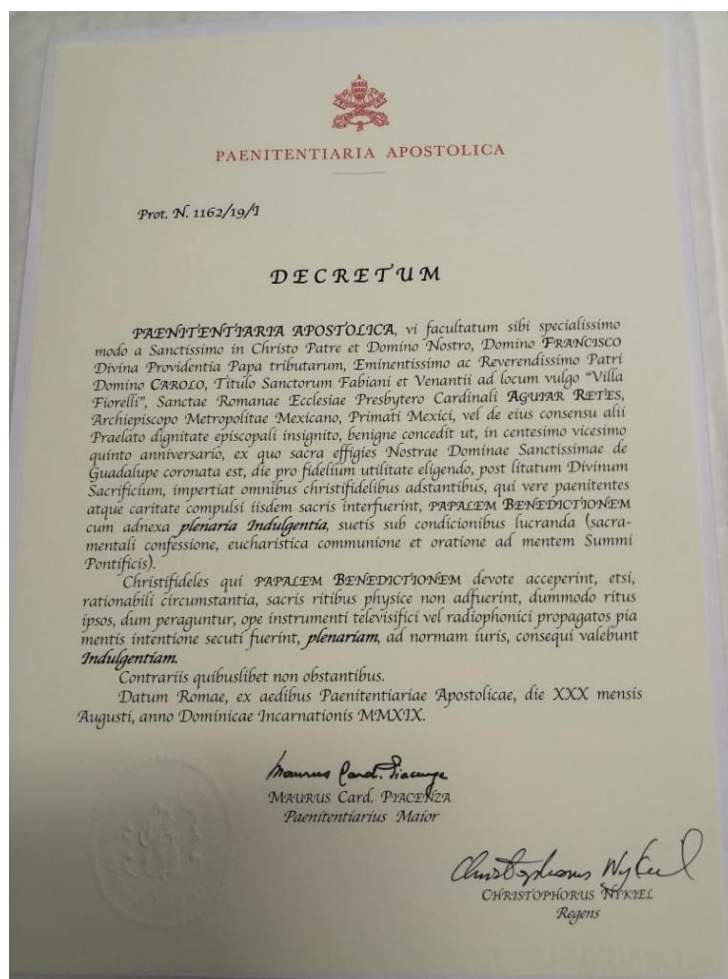 PAENITENTIARIA APOSTOLICA
Prot. N. 1162/19/I
DECRETUM
PAENITENTIARIA APOSTOLICA, vi facultatum sibi specialissimo
modo a Sanctissimo in Christo Patre et Domino Nostro, Domino FRANCISCO
Divina Providentia Papa tributarum, Eminentissimo ac Reverendissimo Patri
Domino CAROLO, Titulo Sanctorum Fabiani et Venantii ad locum vulgo "Villa
Fiorelli", Sanctae Romanae Ecclesiae Presbytero Cardinali AGUIAR RETES,
Archiepiscopo Metropolitae Mexicano, Primati Mexici, vel de eius consensu alii
Praelato dignitate episcopali insignito, benigne concedit ut, in centesimo vicesimo
quinto anniversario, ex quo sacra effigies Nostrae Dominae Sanctissimae de
Guadalupe coronata est, die pro fidelium utilitate eligendo, post litatum Divinum
Sacrificium, impertiat omnibus christifidelibus adstantibus, qui vere paenitentes
atque caritate compulsi iisdem sacris interfuerint, PAPALEM BENEDICTIONEM
cum adnexa plenaria Indulgentia, suetis sub condicionibus lucranda (sacra-
mentali confessione, eucharistica communione et oratione ad mentem Summi
Pontificis).
Christifideles qui PAPALEM BENEDICTIONEM devote acceperint, etsi,
rationabili circumstantia, sacris ritibus physice non adfuerint, dummodo ritus
ipsos, dum peraguntur, ope instrumenti televisifici vel radiophonici propagatos pia
mentis intentione secuti fuerint, plenariam, ad normam iuris, consequi valebunt
Indulgentiam.
Contrariis quibuslibet non obstantibus.
Datum Romae, ex aedibus Paenitentiariae Apostolicae, die XXX mensis
Augusti, anno Dominicae Incarnationis MMXIX.
Maurus Card. Piacenza
MAURUS Card. PIACENZA
Paenitentiarius Maior
Christophorus Nykiel
CHRISTOPHORUS NYKIEL
Regens